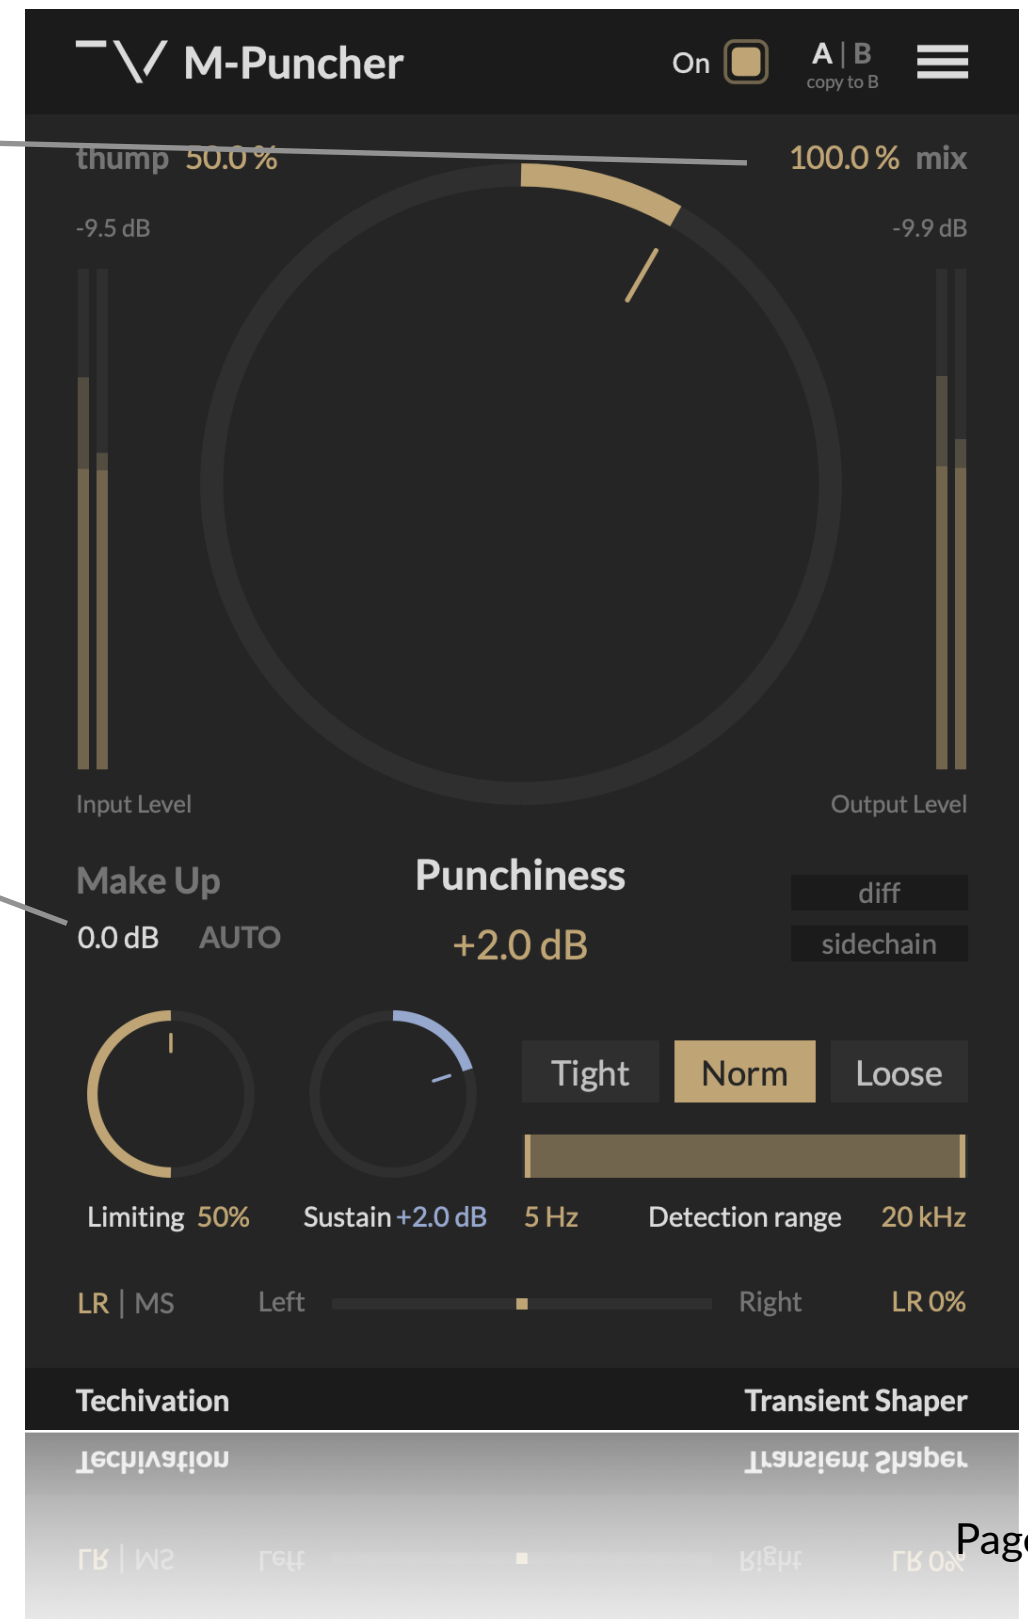 M-Puncher On A | B
copy to B
thump 50.0 % 100.0 % mix
-9.5 dB -9.9 dB
Input Level Output Level
Make Up Punchiness diff
0.0 dB AUTO +2.0 dB sidechain
Tight Norm Loose
Limiting 50% Sustain +2.0 dB 5 Hz Detection range 20 kHz
LR | MS Left Right LR 0%
Techivation Transient Shaper
Techivation Transient Shaper
LR | MS Left Right LR 0%
Page